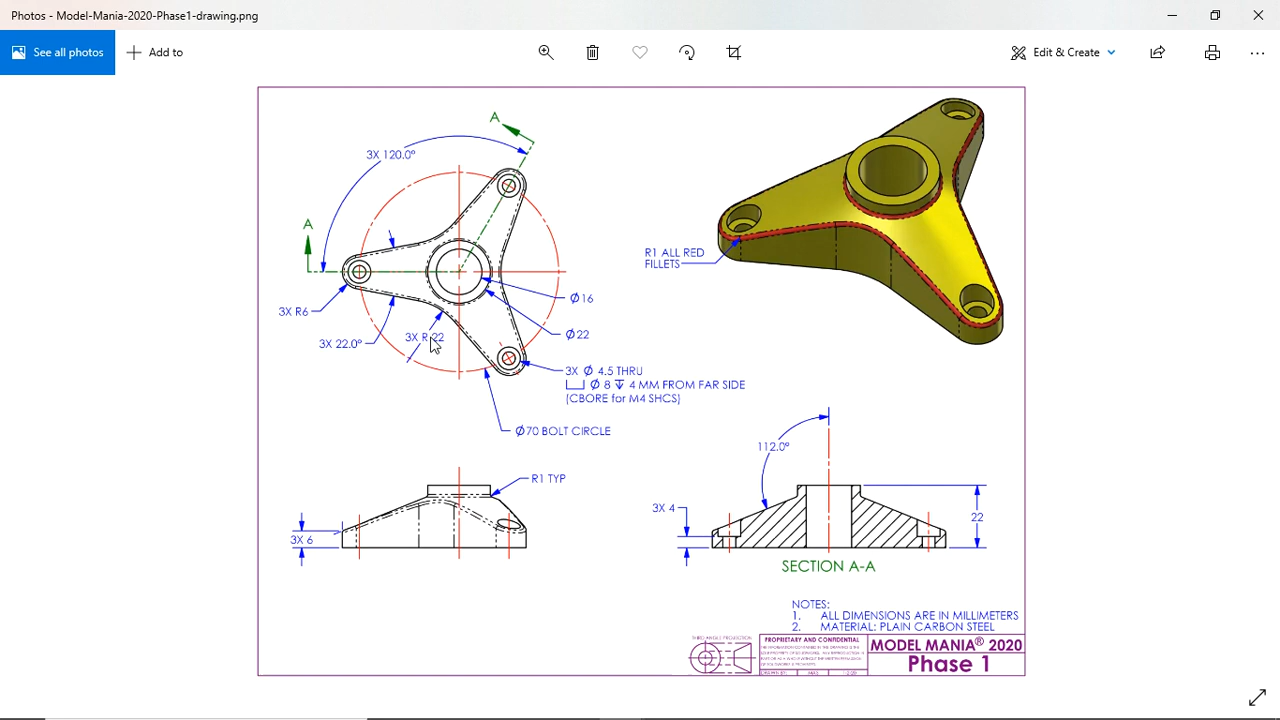 Photos - Model-Mania-2020-Phase1-drawing.png
See all photos
Add to
Edit & Create
A
3X 120.0°
A
R1 ALL RED
FILLETS
Ø16
3X R6
Ø22
3X 22.0°
3X R 22
3X Ø 4.5 THRU
⌴ Ø 8 ↧ 4 MM FROM FAR SIDE
(CBORE for M4 SHCS)
Ø70 BOLT CIRCLE
112.0°
R1 TYP
3X 4
22
3X 6
SECTION A-A
NOTES:
1. ALL DIMENSIONS ARE IN MILLIMETERS
2. MATERIAL: PLAIN CARBON STEEL
THIRD ANGLE PROJECTION
PROPRIETARY AND CONFIDENTIAL
MODEL MANIA® 2020
Phase 1